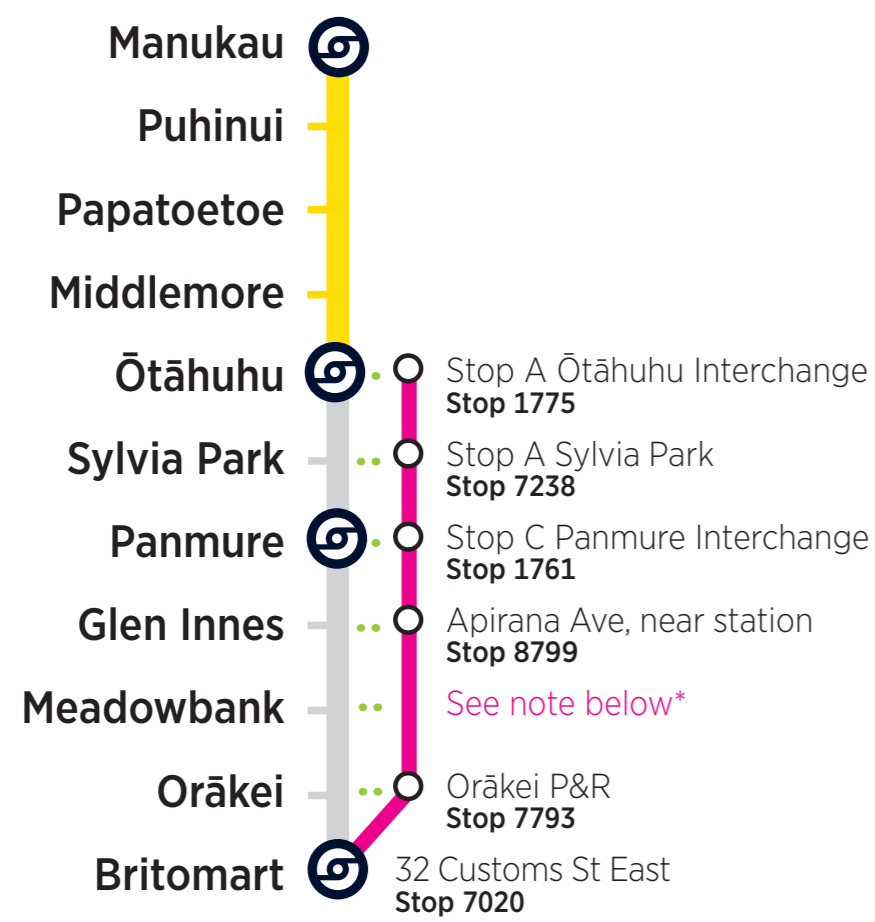 Manukau
Puhinui
Papatoetoe
Middlemore
Ōtāhuhu
Stop A Ōtāhuhu Interchange
Stop 1775
Sylvia Park
Stop A Sylvia Park
Stop 7238
Panmure
Stop C Panmure Interchange
Stop 1761
Glen Innes
Apirana Ave, near station
Stop 8799
Meadowbank
See note below*
Orākei
Orākei P&R
Stop 7793
Britomart
32 Customs St East
Stop 7020